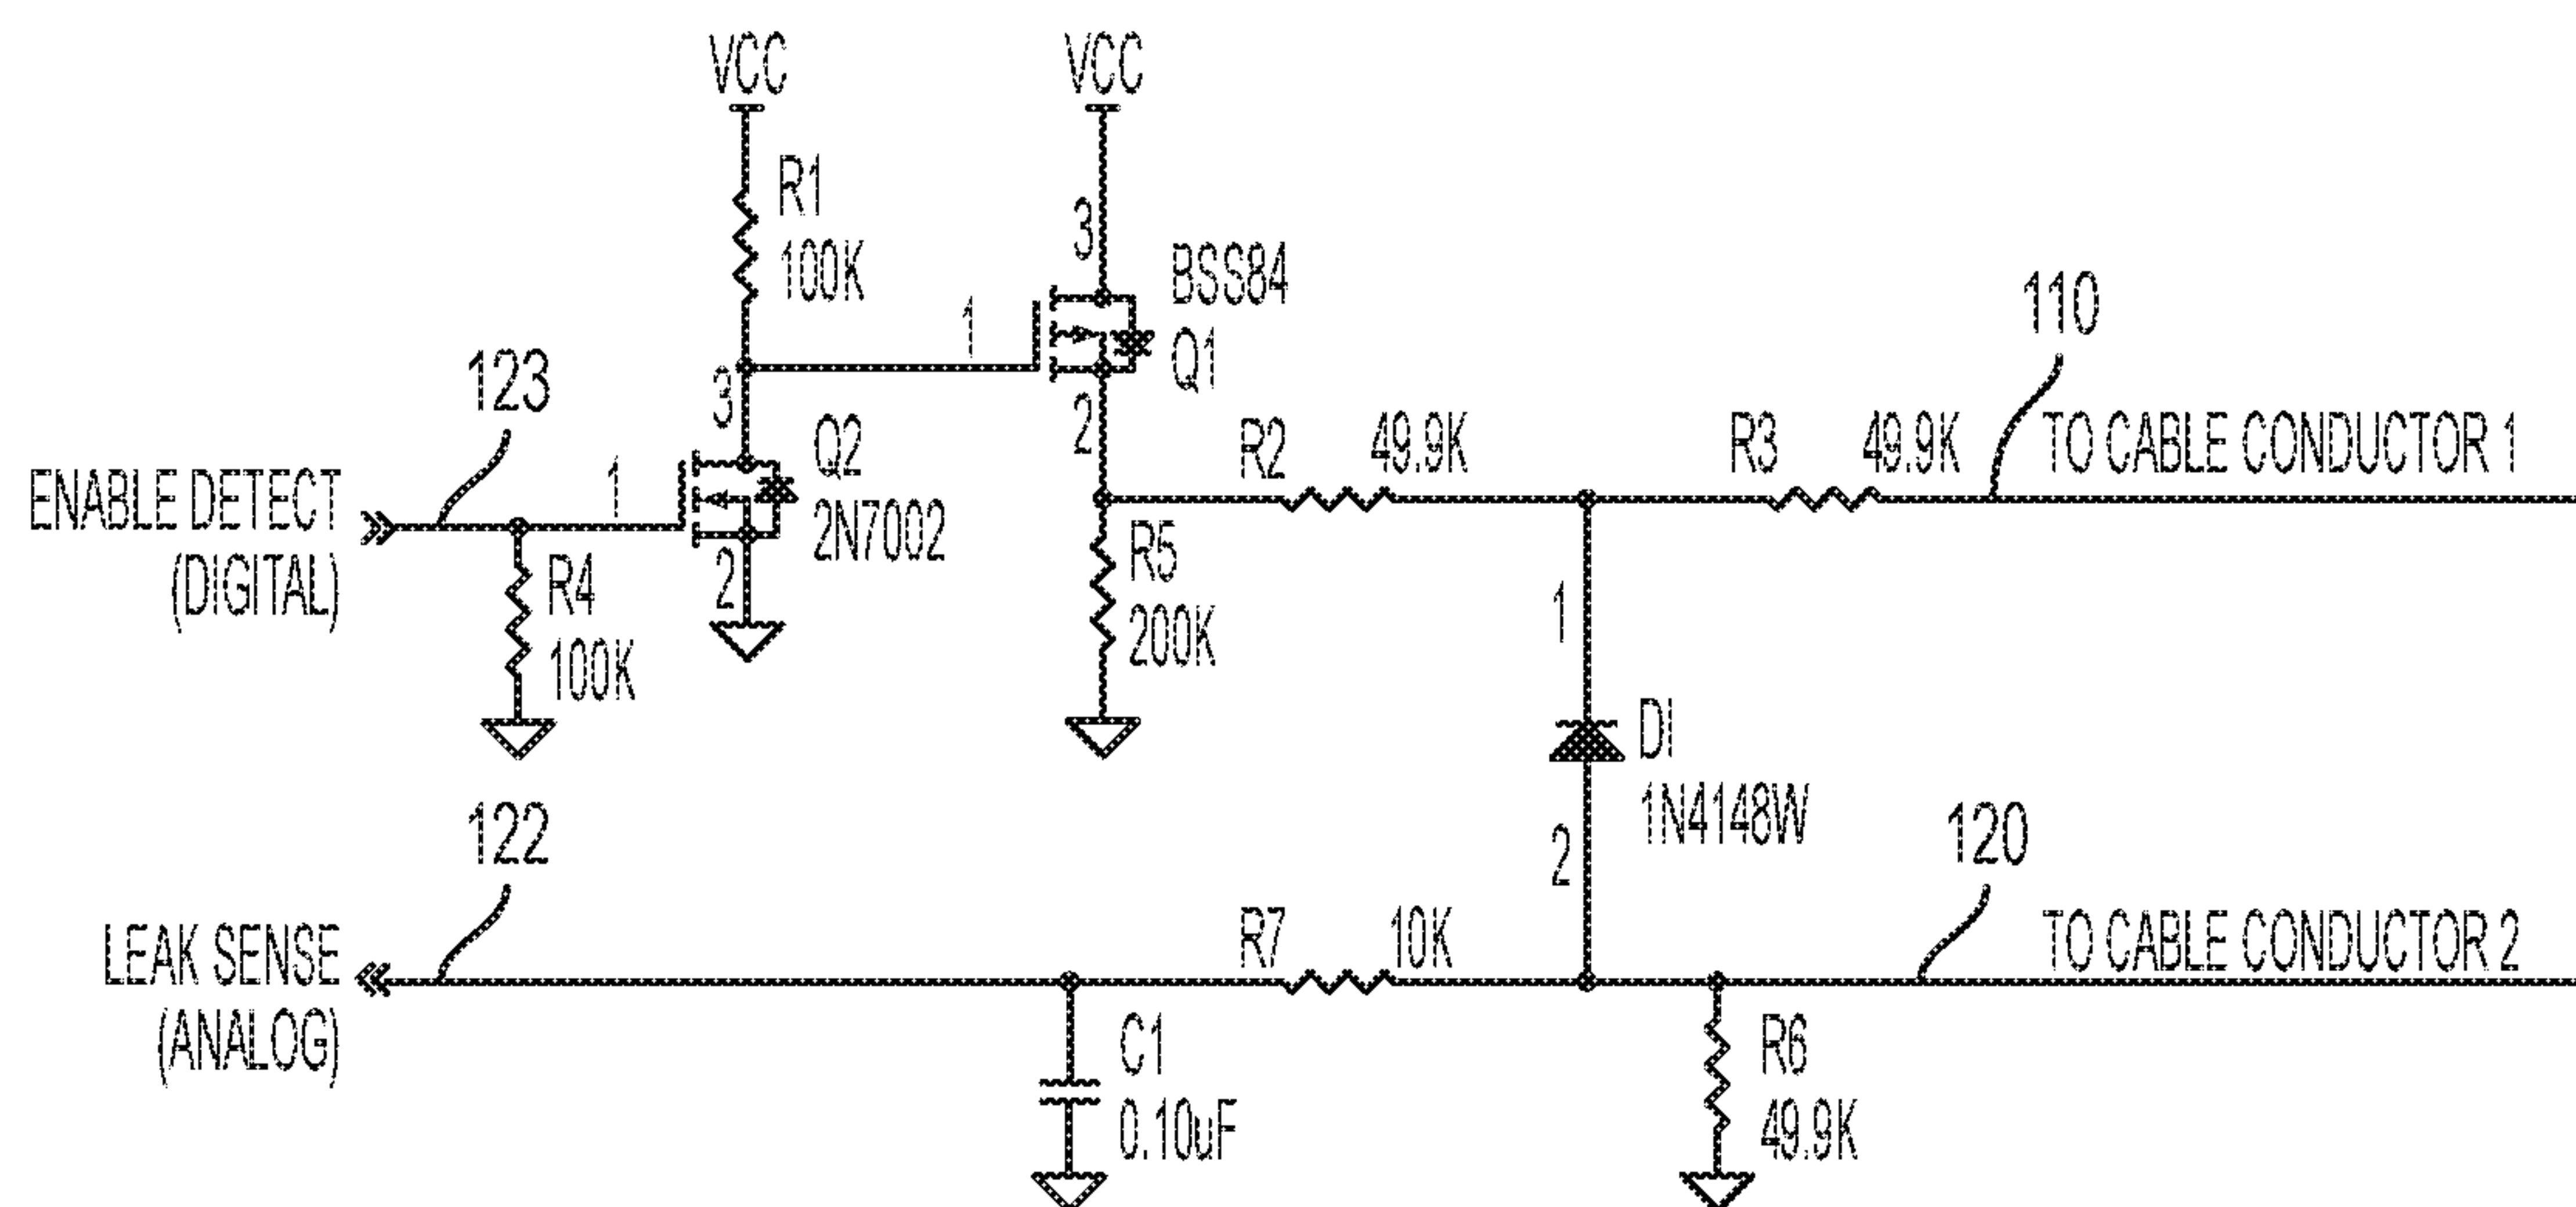 VCC
VCC
R1
100K
3
BSS84
Q1
1
3
2
123
110
ENABLE DETECT
(DIGITAL)
1
Q2
2N7002
2
R4
100K
R5
200K
R2
49.9K
R3
49.9K
TO CABLE CONDUCTOR 1
1
DI
1N4148W
2
122
120
LEAK SENSE
(ANALOG)
R7
10K
TO CABLE CONDUCTOR 2
C1
0.10uF
R6
49.9K